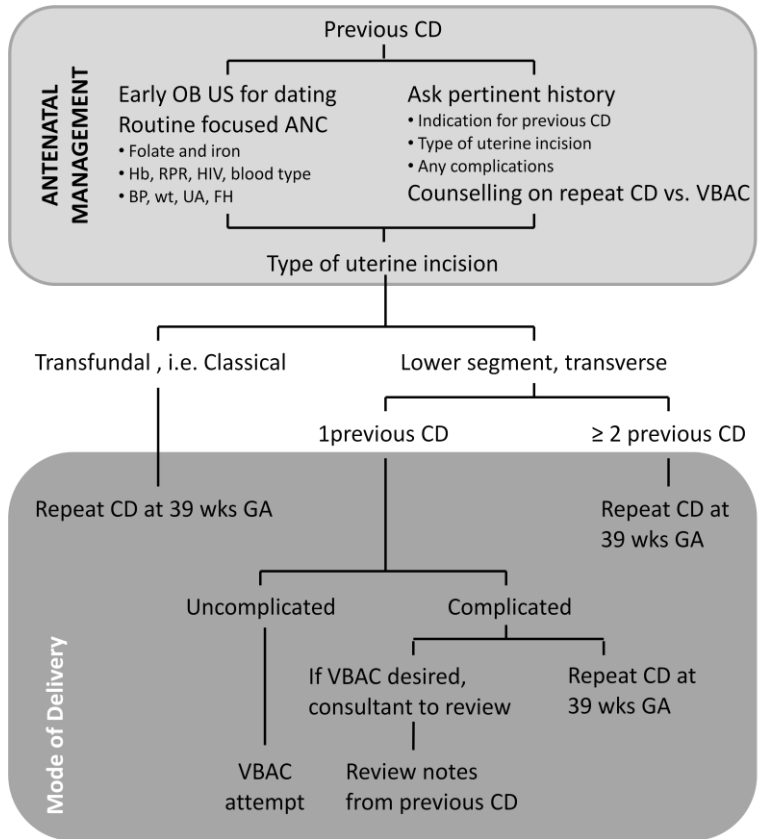 Previous CD
ANTENATAL
MANAGEMENT
Early OB US for dating
Routine focused ANC
• Folate and iron
• Hb, RPR, HIV, blood type
• BP, wt, UA, FH
Ask pertinent history
• Indication for previous CD
• Type of uterine incision
• Any complications
Counselling on repeat CD vs. VBAC
Type of uterine incision
Transfundal , i.e. Classical
Lower segment, transverse
1previous CD
≥ 2 previous CD
Mode of Delivery
Repeat CD at 39 wks GA
Repeat CD at
39 wks GA
Uncomplicated
Complicated
If VBAC desired,
consultant to review
Repeat CD at
39 wks GA
VBAC
attempt
Review notes
from previous CD